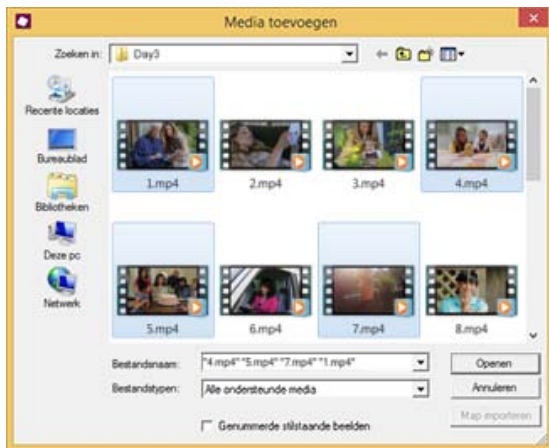 Media toevoegen
Zoeken in: Day3
Recente locaties
Bureaublad
Bibliotheken
Deze pc
Netwerk
1.mp4 2.mp4 3.mp4 4.mp4
5.mp4 6.mp4 7.mp4 8.mp4
Bestandsnaam: "4.mp4" "5.mp4" "7.mp4" "1.mp4" Openen
Bestandstypen: Alle ondersteunde media Annuleren
Genummerde stilstaande beelden Map importeren